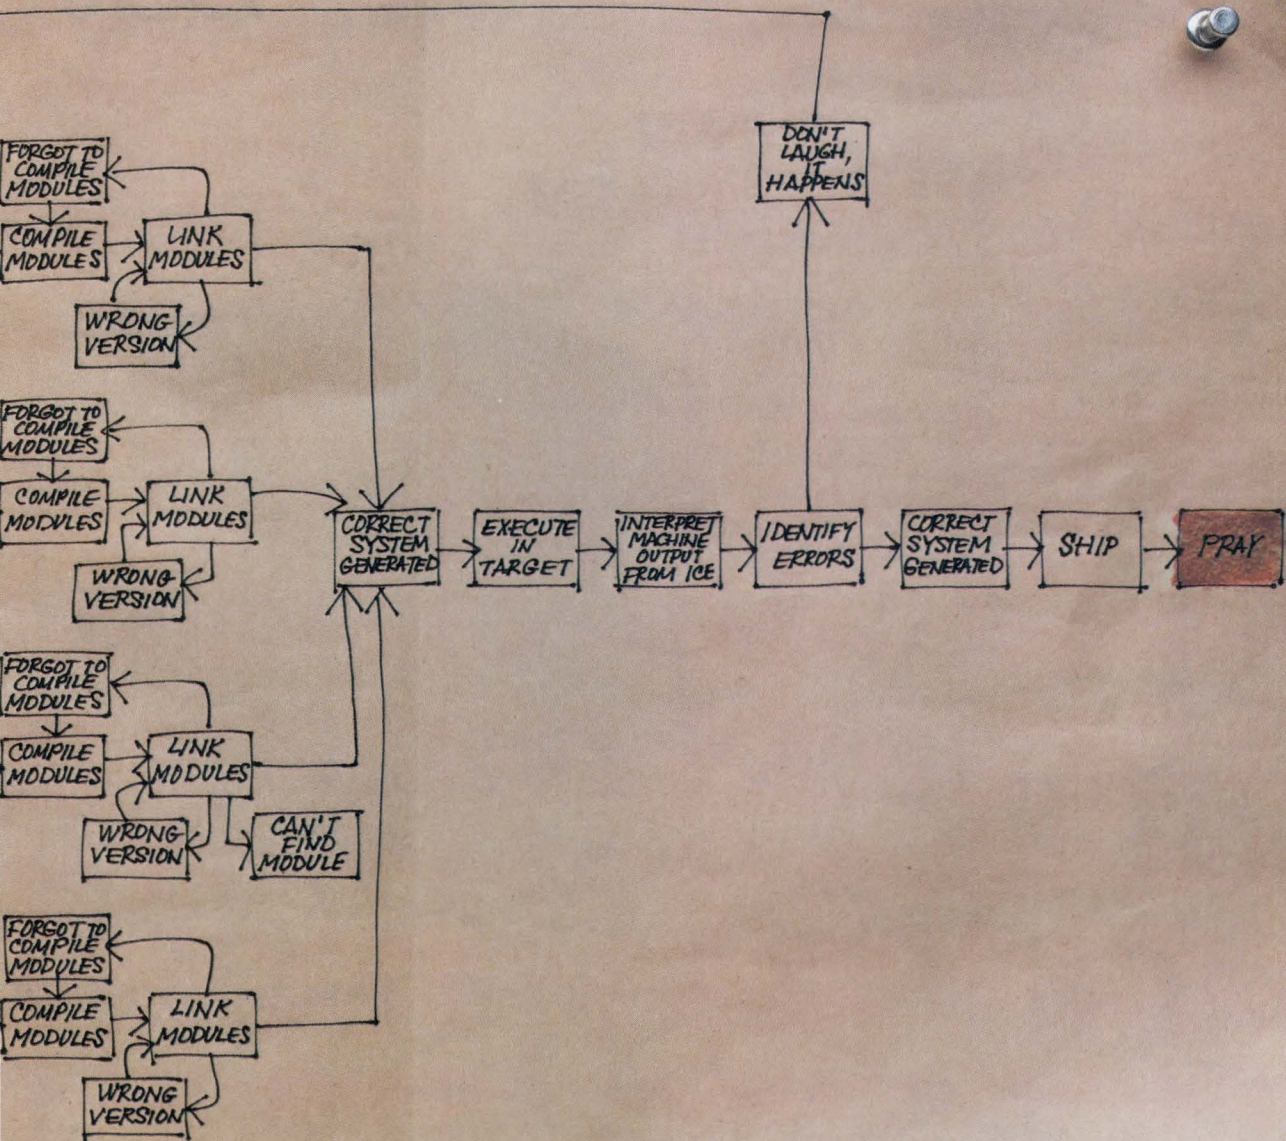 DON'T
LAUGH,
IT
HAPPENS
FORGOT TO
COMPILE
MODULES
COMPILE
MODULES
LINK
MODULES
WRONG
VERSION
FORGOT TO
COMPILE
MODULES
COMPILE
MODULES
LINK
MODULES
WRONG
VERSION
CORRECT
SYSTEM
GENERATED
EXECUTE
IN
TARGET
INTERPRET
MACHINE
OUTPUT
FROM ICE
IDENTIFY
ERRORS
CORRECT
SYSTEM
GENERATED
SHIP
PRAY
FORGOT TO
COMPILE
MODULES
COMPILE
MODULES
LINK
MODULES
WRONG
VERSION
CAN'T
FIND
MODULE
FORGOT TO
COMPILE
MODULES
COMPILE
MODULES
LINK
MODULES
WRONG
VERSION